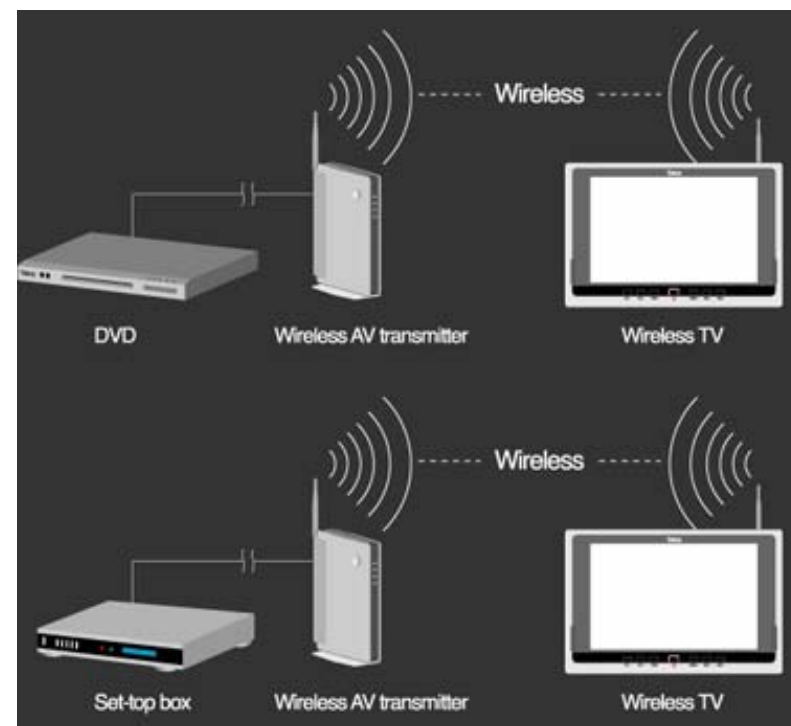 Wireless
DVD
Wireless AV transmitter
Wireless TV
Wireless
Set-top box
Wireless AV transmitter
Wireless TV